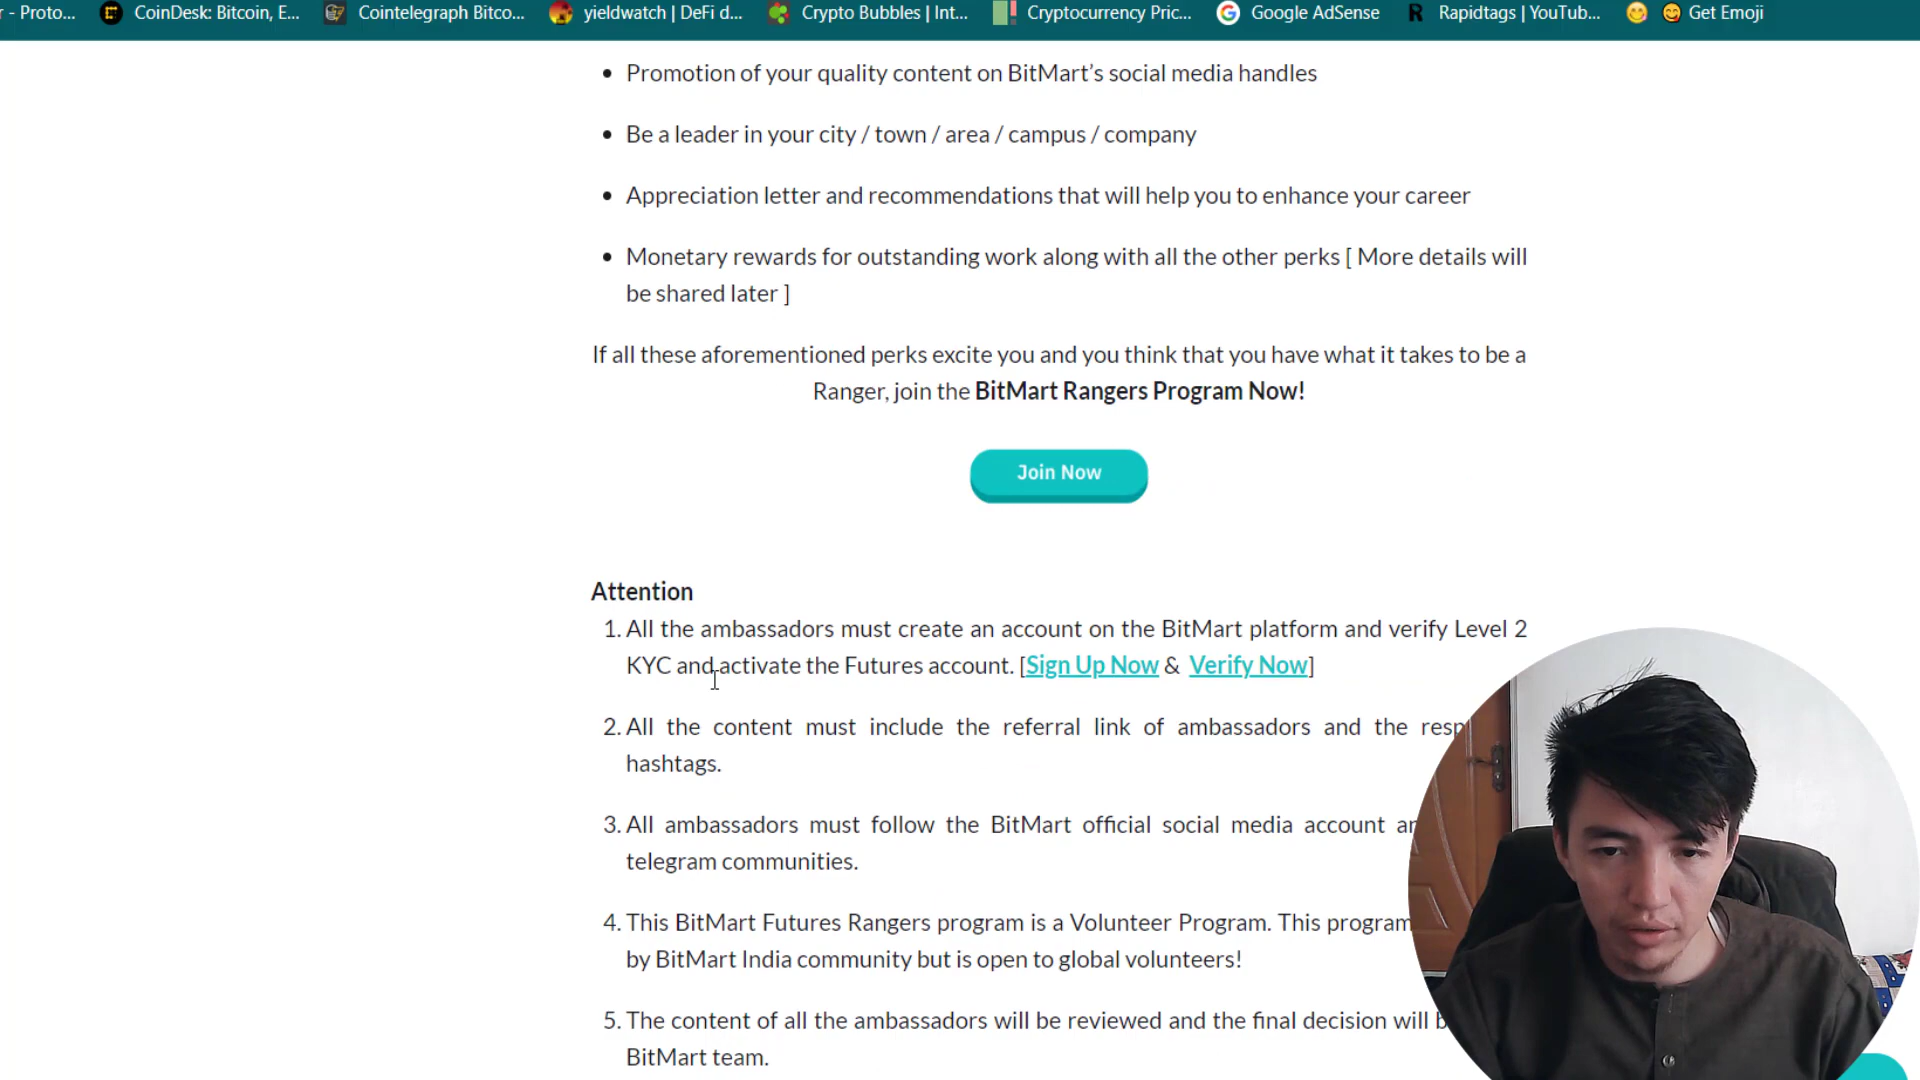 r - Proto...
CoinDesk: Bitcoin, E...
Cointelegraph Bitco...
yieldwatch | DeFi d...
Crypto Bubbles | Int...
Cryptocurrency Pric...
Google AdSense
Rapidtags | YouTub...
Get Emoji
• Promotion of your quality content on BitMart’s social media handles
• Be a leader in your city / town / area / campus / company
• Appreciation letter and recommendations that will help you to enhance your career
• Monetary rewards for outstanding work along with all the other perks [ More details will
be shared later ]
If all these aforementioned perks excite you and you think that you have what it takes to be a
Ranger, join the BitMart Rangers Program Now!
Join Now
Attention
1. All the ambassadors must create an account on the BitMart platform and verify Level 2
KYC and activate the Futures account. [Sign Up Now & Verify Now]
2. All the content must include the referral link of ambassadors and the
hashtags.
3. All ambassadors must follow the BitMart official social media account
telegram communities.
4. This BitMart Futures Rangers program is a Volunteer Program. This program
by BitMart India community but is open to global volunteers!
5. The content of all the ambassadors will be reviewed and the final decision will
BitMart team.